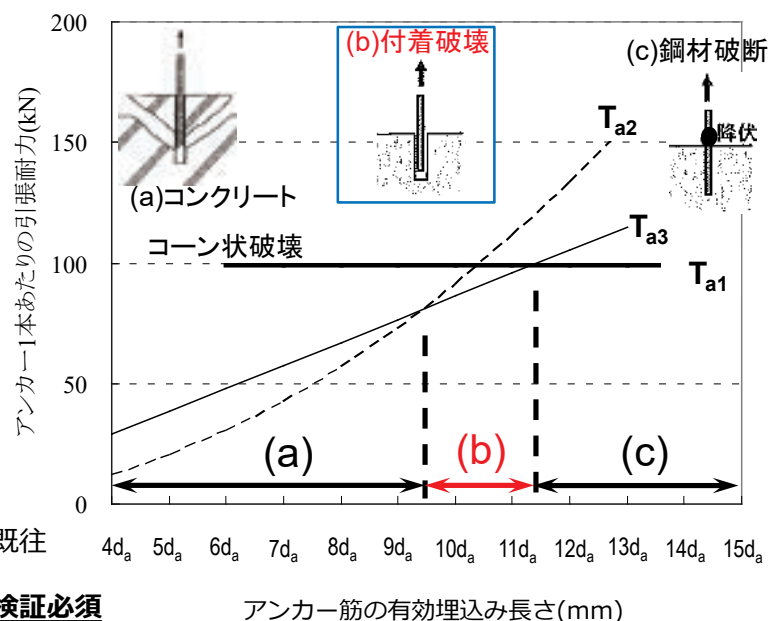 200
150
100
50
0
アンカー1本あたりの引張耐力(kN)
(a)コンクリート
コーン状破壊
(b)付着破壊
(c)鋼材破断
降伏
Ta2
Ta3
Ta1
(a)
(b)
(c)
既往
4da 5da 6da 7da 8da 9da 10da 11da 12da 13da 14da 15da
検証必須
アンカー筋の有効埋込み長さ(mm)